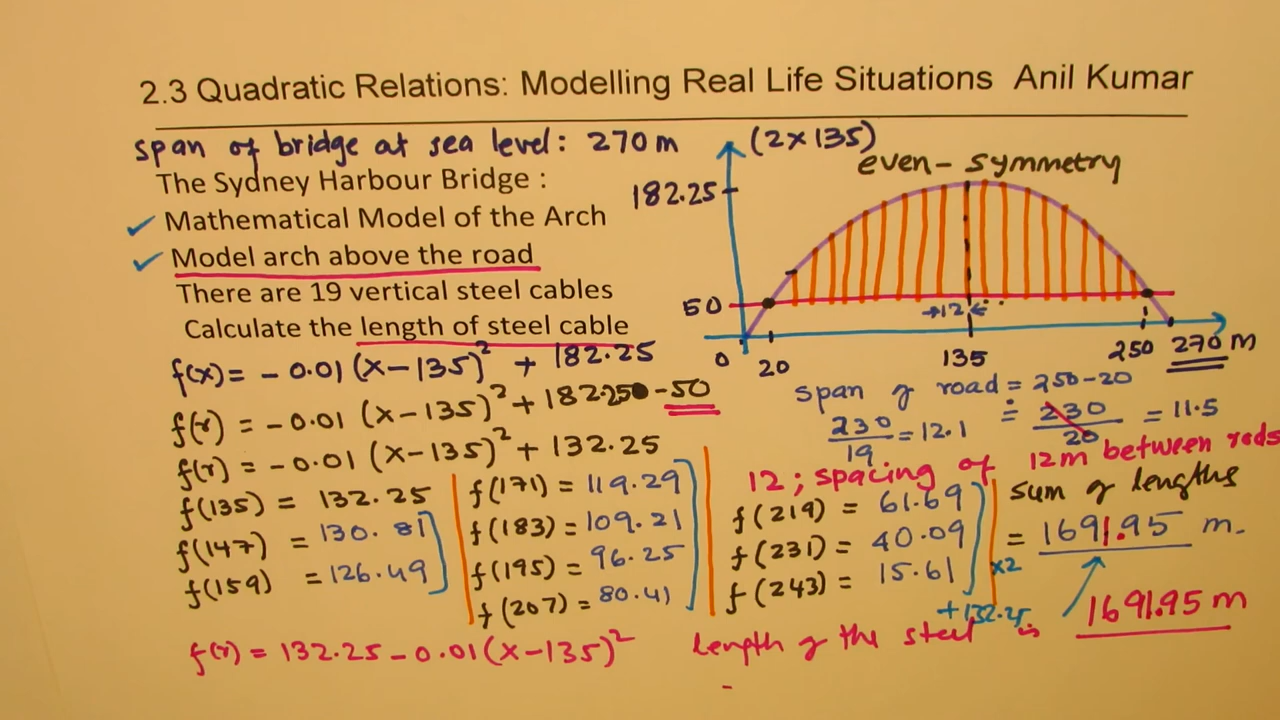 2.3 Quadratic Relations: Modelling Real Life Situations Anil Kumar
span of bridge at sea level: 270 m (2×135)
The Sydney Harbour Bridge :
Mathematical Model of the Arch
Model arch above the road
There are 19 vertical steel cables
Calculate the length of steel cable
f(x) = - 0.01 (x-135)² + 182.25
f(r) = - 0.01 (x-135)² + 182.250 -50
f(r) = - 0.01 (x-135)² + 132.25
f(135) = 132.25
f(147) = 130.81
f(159) = 126.49
f(171) = 119.29
f(183) = 109.21
f(195) = 96.25
f(207) = 80.41
f(219) = 61.69
f(231) = 40.09
f(243) = 15.61
×2
+132.25
f(r) = 132.25 - 0.01 (x-135)²
even - symmetry
182.25
50
→12←
0 20 135 250 270 m
span of road = 250-20
230/19 = 12.1
≐ 230/20 = 11.5
12 ; spacing of 12m between rods
sum of lengths
= 1691.95 m.
length of the steel is 1691.95 m